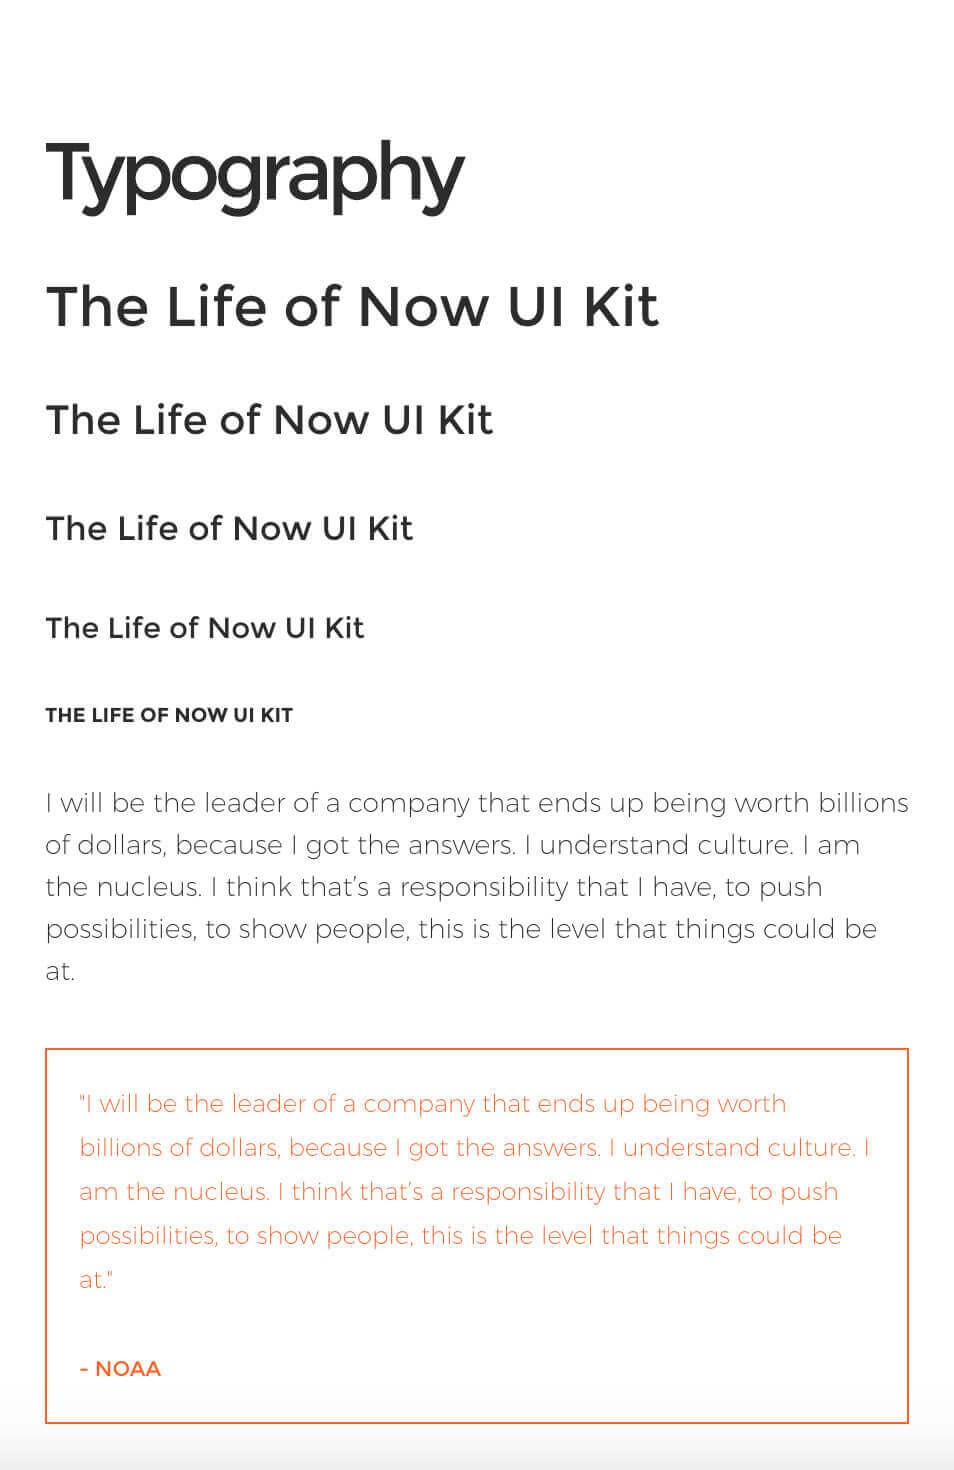 Typography
The Life of Now UI Kit
The Life of Now UI Kit
The Life of Now UI Kit
The Life of Now UI Kit
THE LIFE OF NOW UI KIT
I will be the leader of a company that ends up being worth billions
of dollars, because I got the answers. I understand culture. I am
the nucleus. I think that’s a responsibility that I have, to push
possibilities, to show people, this is the level that things could be
at.
"I will be the leader of a company that ends up being worth
billions of dollars, because I got the answers. I understand culture. I
am the nucleus. I think that’s a responsibility that I have, to push
possibilities, to show people, this is the level that things could be
at."
- NOAA